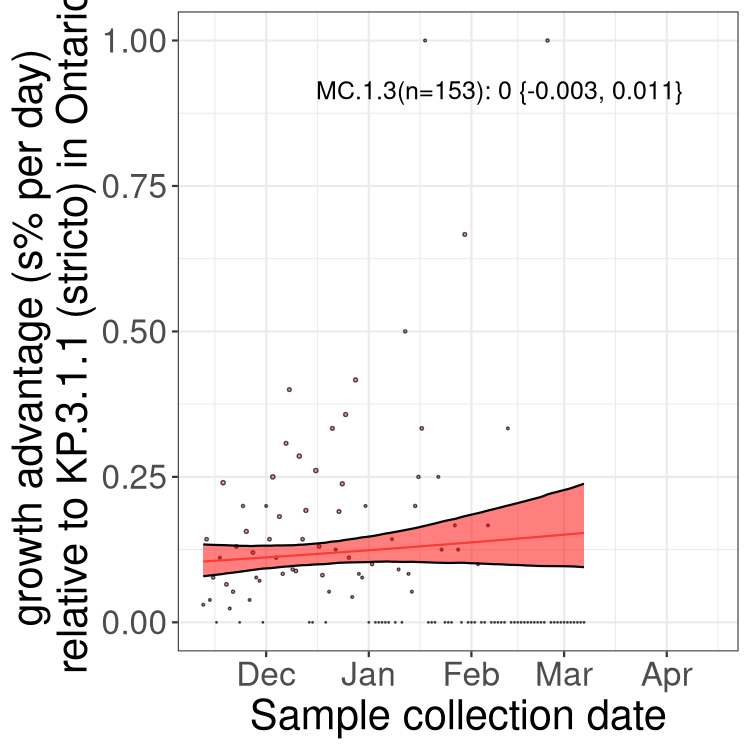 growth advantage (s% per day)
relative to KP.3.1.1 (stricto) in Ontario
1.00
0.75
0.50
0.25
0.00
MC.1.3(n=153): 0 {-0.003, 0.011}
Dec Jan Feb Mar Apr
Sample collection date